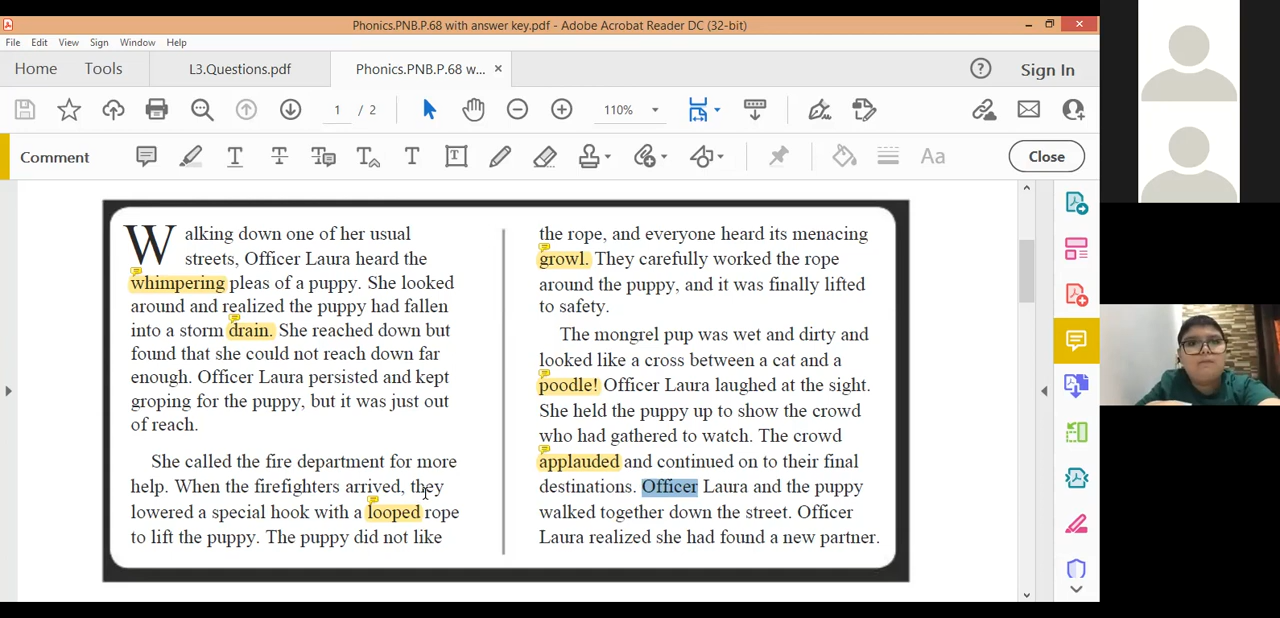 Phonics.PNB.P.68 with answer key.pdf - Adobe Acrobat Reader DC (32-bit)
File Edit View Sign Window Help
Home Tools L3.Questions.pdf Phonics.PNB.P.68 w... × Sign In
1 / 2 110%
Comment T T T T T T Aa Close
Walking down one of her usual
streets, Officer Laura head the
whimpering pleas of a puppy. She looked
around and realized the puppy had fallen
into a storm drain. She reached down but
found that she could not reach down far
enough. Officer Laura persisted and kept
groping for the puppy, but it was just out
of reach.
She called the fire department for more
help. When the firefighters arrived, they
lowered a special hook with a looped rope
to lift the puppy. The puppy did not like
the rope, and everyone heard its menacing
growl. They carefully worked the rope
around the puppy, and it was finally lifted
to safety.
The mongrel pup was wet and dirty and
looked like a cross between a cat and a
poodle! Officer Laura laughed at the sight.
She held the puppy up to show the crowd
who had gathered to watch. The crowd
applauded and continued on to their final
destinations. Officer Laura and the puppy
walked together down the street. Officer
Laura realized she had found a new partner.